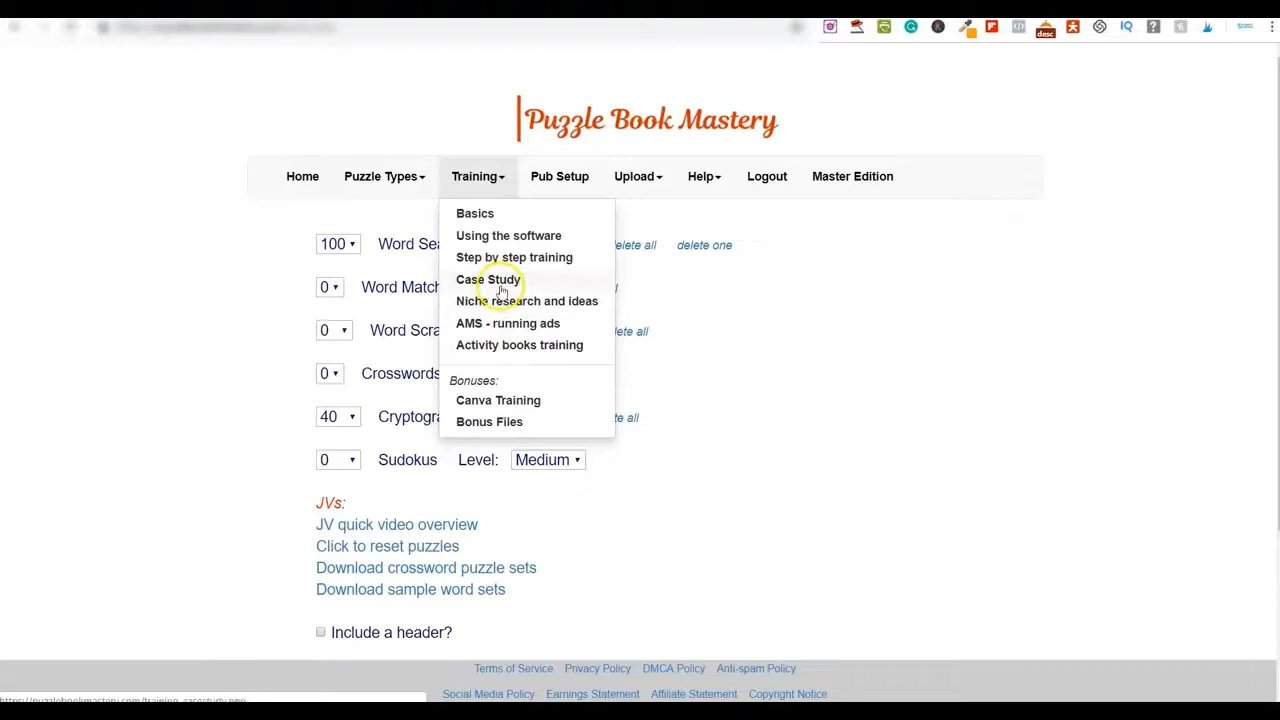 desc
IQ
Puzzle Book Mastery
Home Puzzle Types Training Pub Setup Upload Help Logout Master Edition
Basics
Using the software
Step by step training
Case Study
Niche research and ideas
AMS - running ads
Activity books training
Bonuses:
Canva Training
Bonus Files
100 Word Sea elete all delete one
0 Word Match
0 Word Scra ete all
0 Crosswords
40 Cryptogra te all
0 Sudokus Level: Medium
JVs:
JV quick video overview
Click to reset puzzles
Download crossword puzzle sets
Download sample word sets
Include a header?
Terms of Service Privacy Policy DMCA Policy Anti-spam Policy
Social Media Policy Earnings Statement Affiliate Statement Copyright Notice